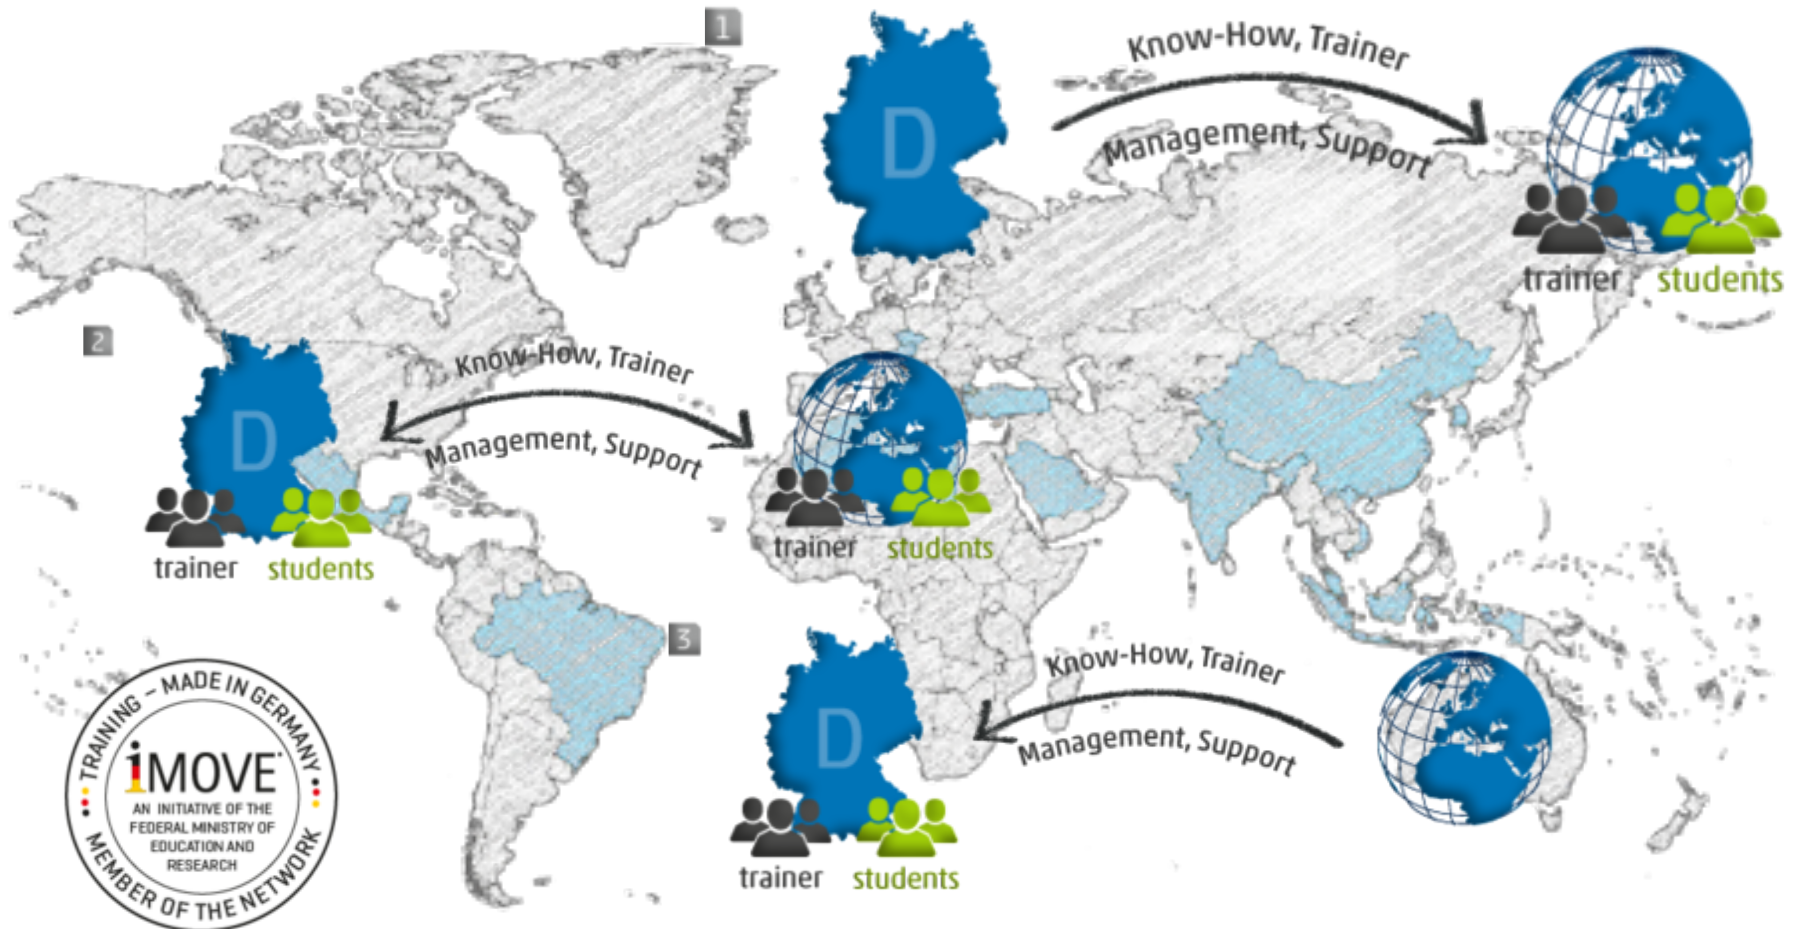 1
D
Know-How, Trainer
Management, Support
trainer
students
2
D
Know-How, Trainer
Management, Support
trainer
students
trainer
students
3
D
Know-How, Trainer
Management, Support
trainer
students
TRAINING – MADE IN GERMANY
iMOVE
AN INITIATIVE OF THE
FEDERAL MINISTRY OF
EDUCATION AND
RESEARCH
MEMBER OF THE NETWORK